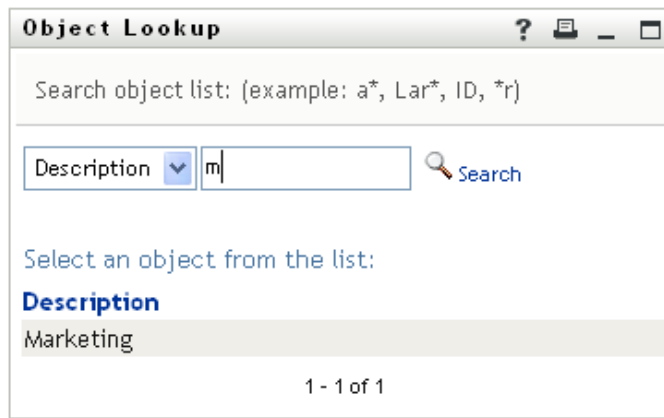 Object Lookup ?
Search object list: (example: a*, Lar*, ID, *r)
Description m Search
Select an object from the list:
Description
Marketing
1 - 1 of 1